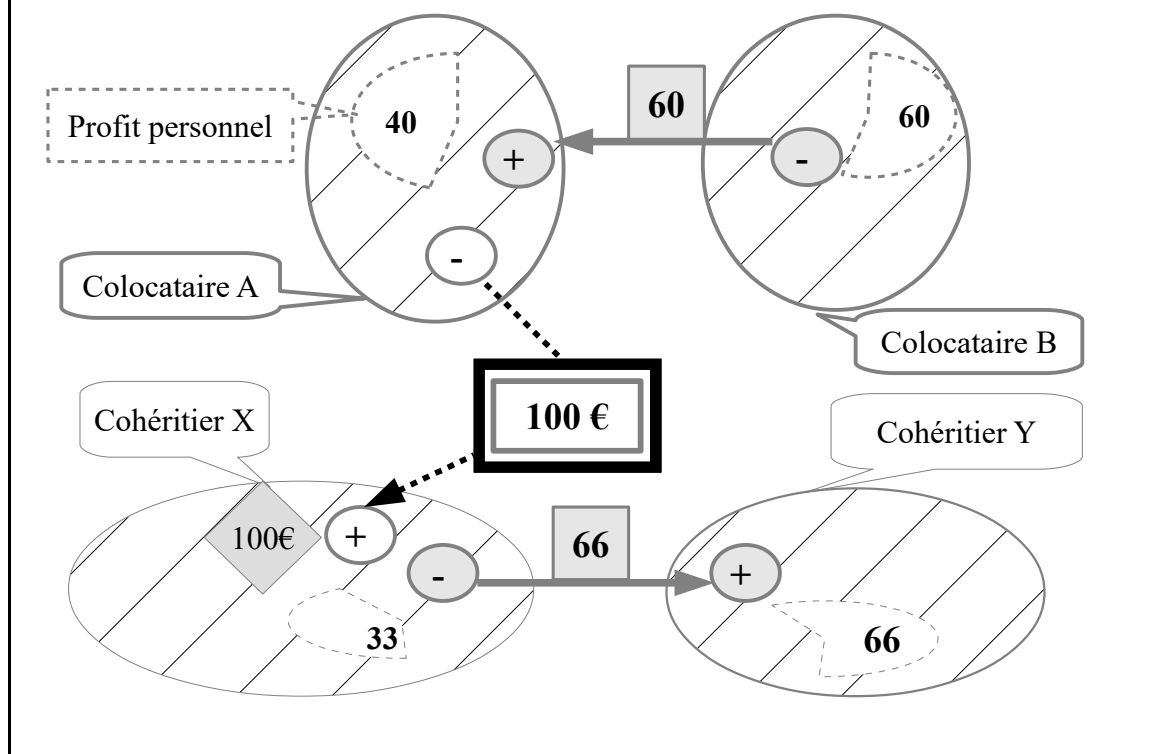 40
60
60
Profit personnel
+
-
-
Colocataire A
Colocataire B
100 €
Cohéritier X
Cohéritier Y
100€
+
66
-
+
33
66